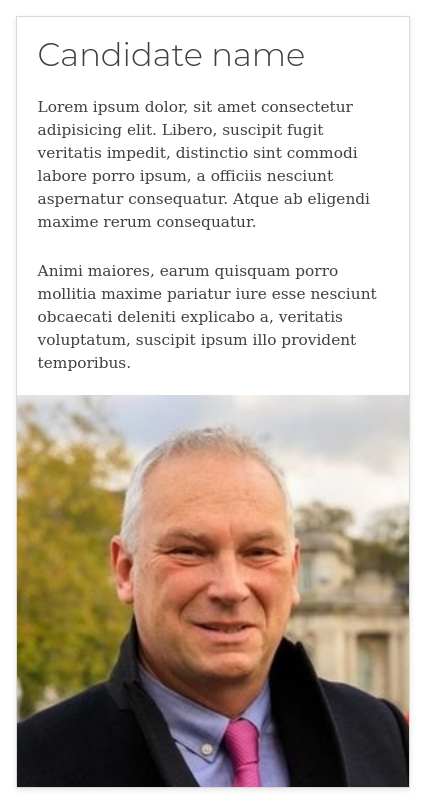 Candidate name
Lorem ipsum dolor, sit amet consectetur
adipisicing elit. Libero, suscipit fugit
veritatis impedit, distinctio sint commodi
labore porro ipsum, a officiis nesciunt
aspernatur consequatur. Atque ab eligendi
maxime rerum consequatur.
Animi maiores, earum quisquam porro
mollitia maxime pariatur iure esse nesciunt
obcaecati deleniti explicabo a, veritatis
voluptatum, suscipit ipsum illo provident
temporibus.